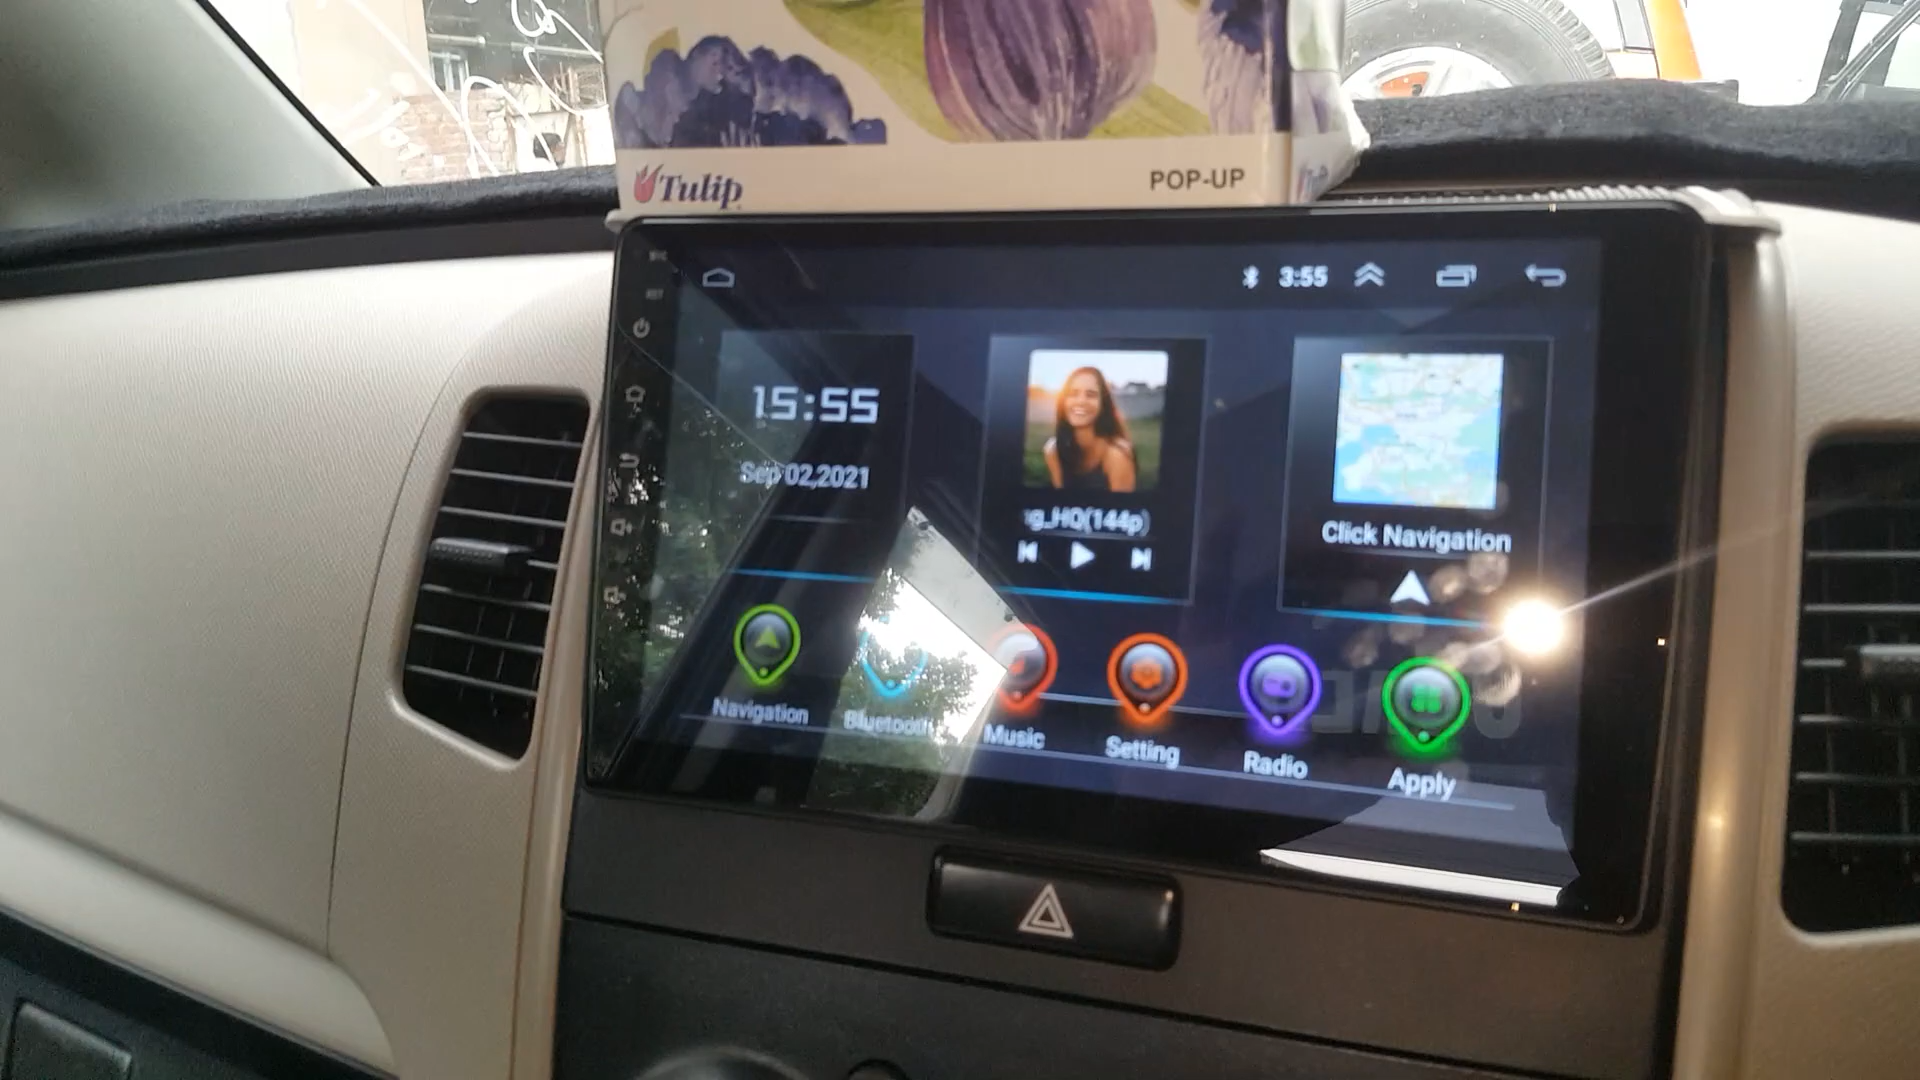 Tulip
POP-UP
3:55
15:55
Sep 02,2021
g_HQ(144p)
Click Navigation
Navigation
Bluetooth
Music
Setting
Radio
Apply